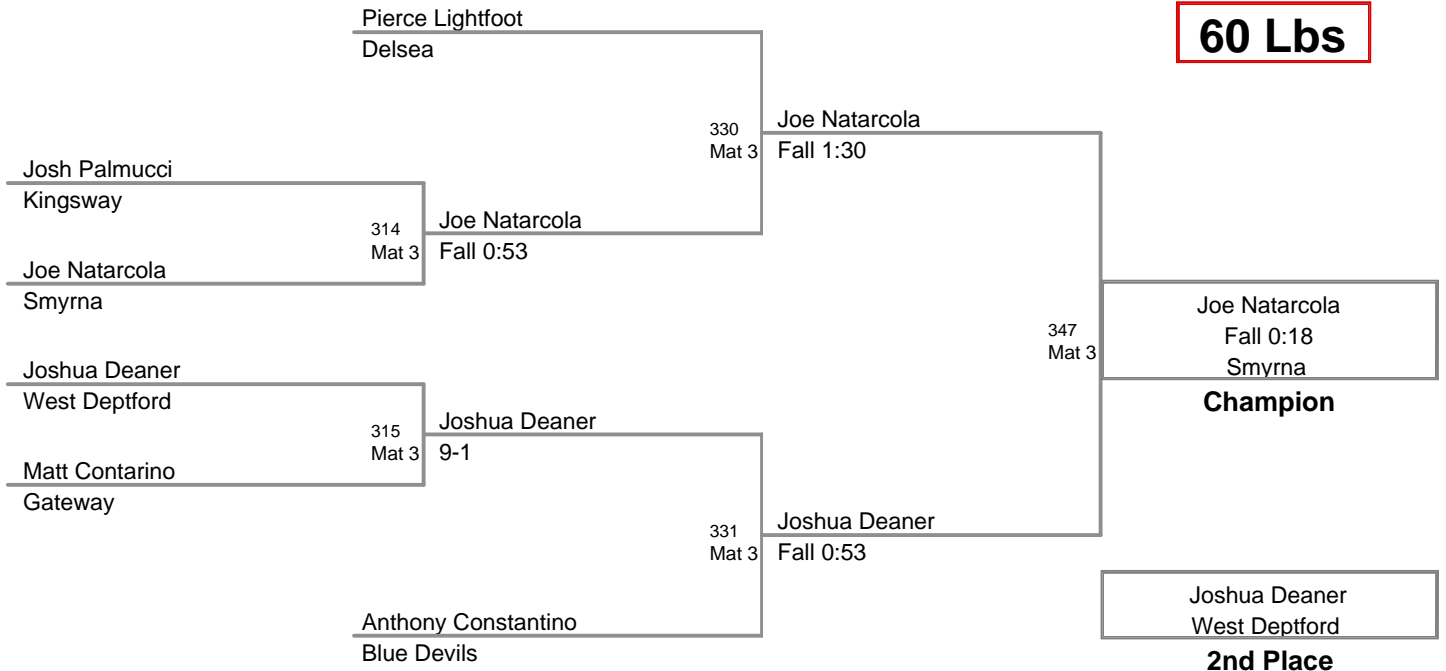 Pierce Lightfoot
Delsea
60 Lbs
330
Mat 3
Joe Natarcola
Fall 1:30
Josh Palmucci
Kingsway
314
Mat 3
Joe Natarcola
Fall 0:53
Joe Natarcola
Smyrna
347
Mat 3
Joe Natarcola
Fall 0:18
Smyrna
Champion
Joshua Deaner
West Deptford
315
Mat 3
Joshua Deaner
9-1
Matt Contarino
Gateway
331
Mat 3
Joshua Deaner
Fall 0:53
Anthony Constantino
Blue Devils
Joshua Deaner
West Deptford
2nd Place